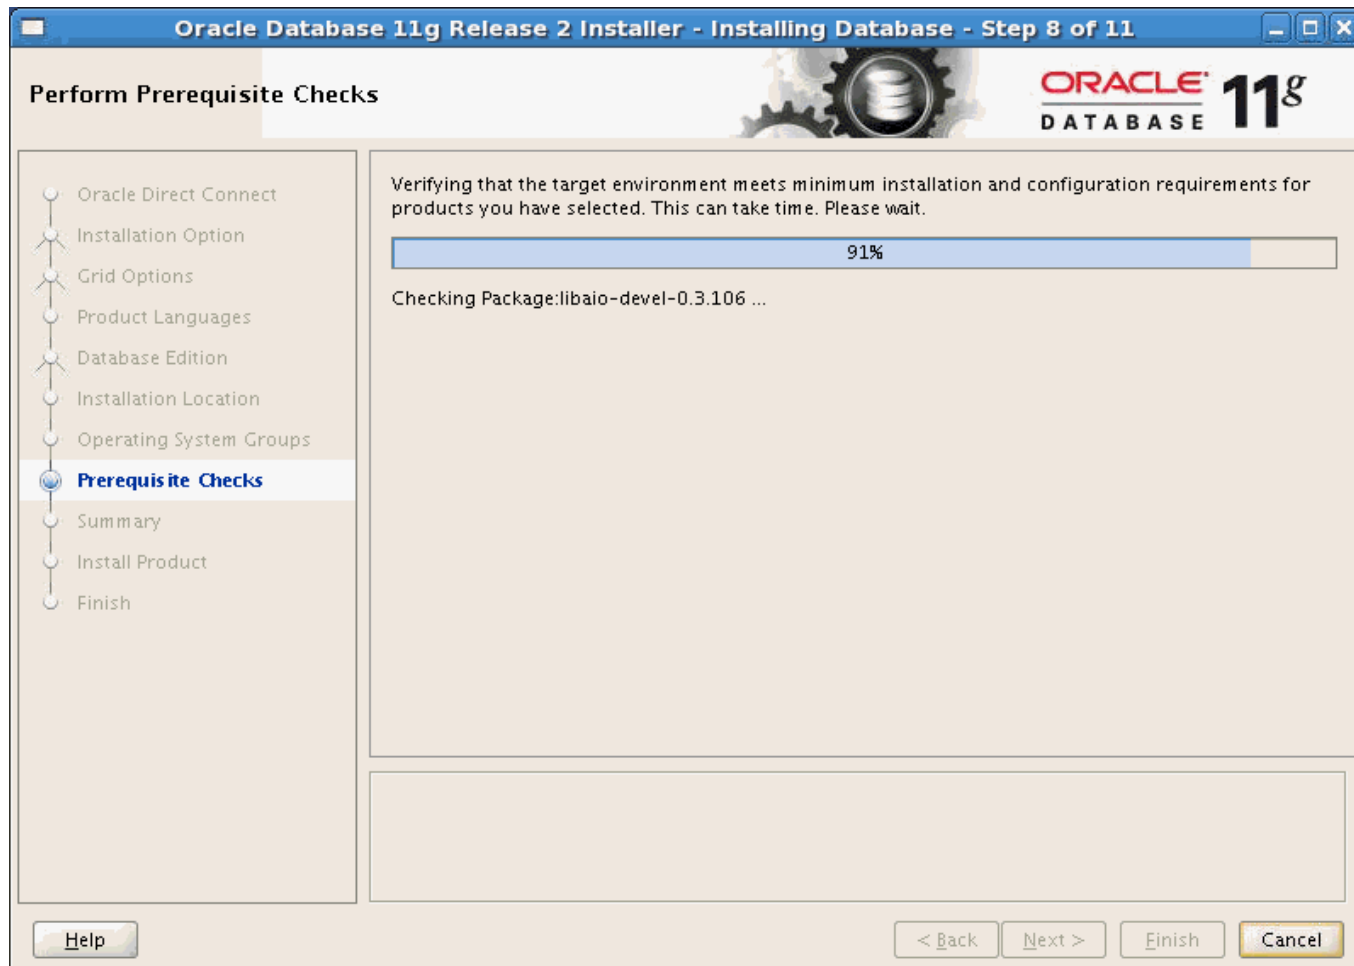 Oracle Database 11g Release 2 Installer - Installing Database - Step 8 of 11
Perform Prerequisite Checks
ORACLE
DATABASE
11g
Oracle Direct Connect
Installation Option
Grid Options
Product Languages
Database Edition
Installation Location
Operating System Groups
Prerequisite Checks
Summary
Install Product
Finish
Verifying that the target environment meets minimum installation and configuration requirements for
products you have selected. This can take time. Please wait.
91%
Checking Package:libaio-devel-0.3.106 ...
Help
< Back
Next >
Finish
Cancel